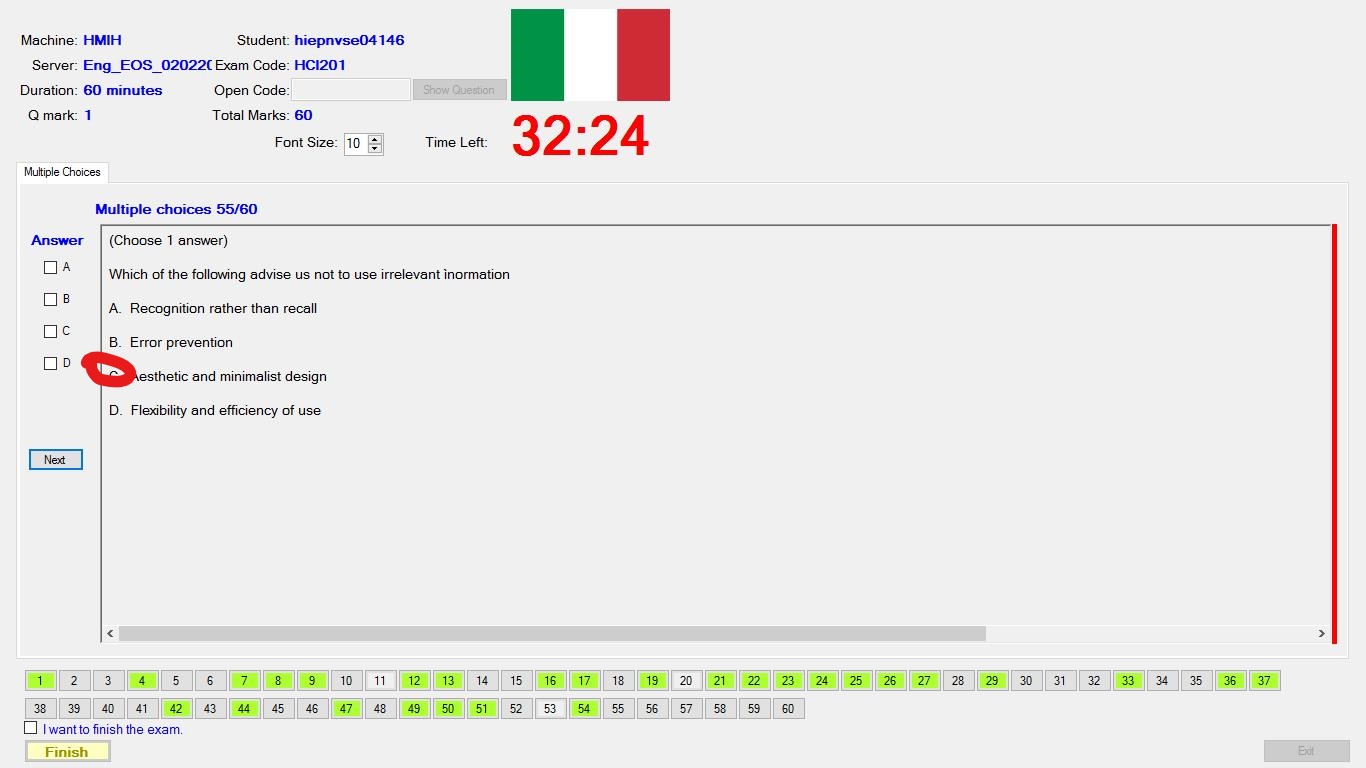 Machine: HMIH Student: hiepnvse04146
Server: Eng_EOS_020220 Exam Code: HCI201
Duration: 60 minutes Open Code: Show Question
Q mark: 1 Total Marks: 60
Font Size: 10 Time Left: 32:24
Multiple Choices
Multiple choices 55/60
Answer
(Choose 1 answer)
A
Which of the following advise us not to use irrelevant ìnormation
B
A. Recognition rather than recall
C
B. Error prevention
D
C. Aesthetic and minimalist design
D. Flexibility and efficiency of use
Next
1 2 3 4 5 6 7 8 9 10 11 12 13 14 15 16 17 18 19 20 21 22 23 24 25 26 27 28 29 30 31 32 33 34 35 36 37
38 39 40 41 42 43 44 45 46 47 48 49 50 51 52 53 54 55 56 57 58 59 60
I want to finish the exam.
Finish Exit